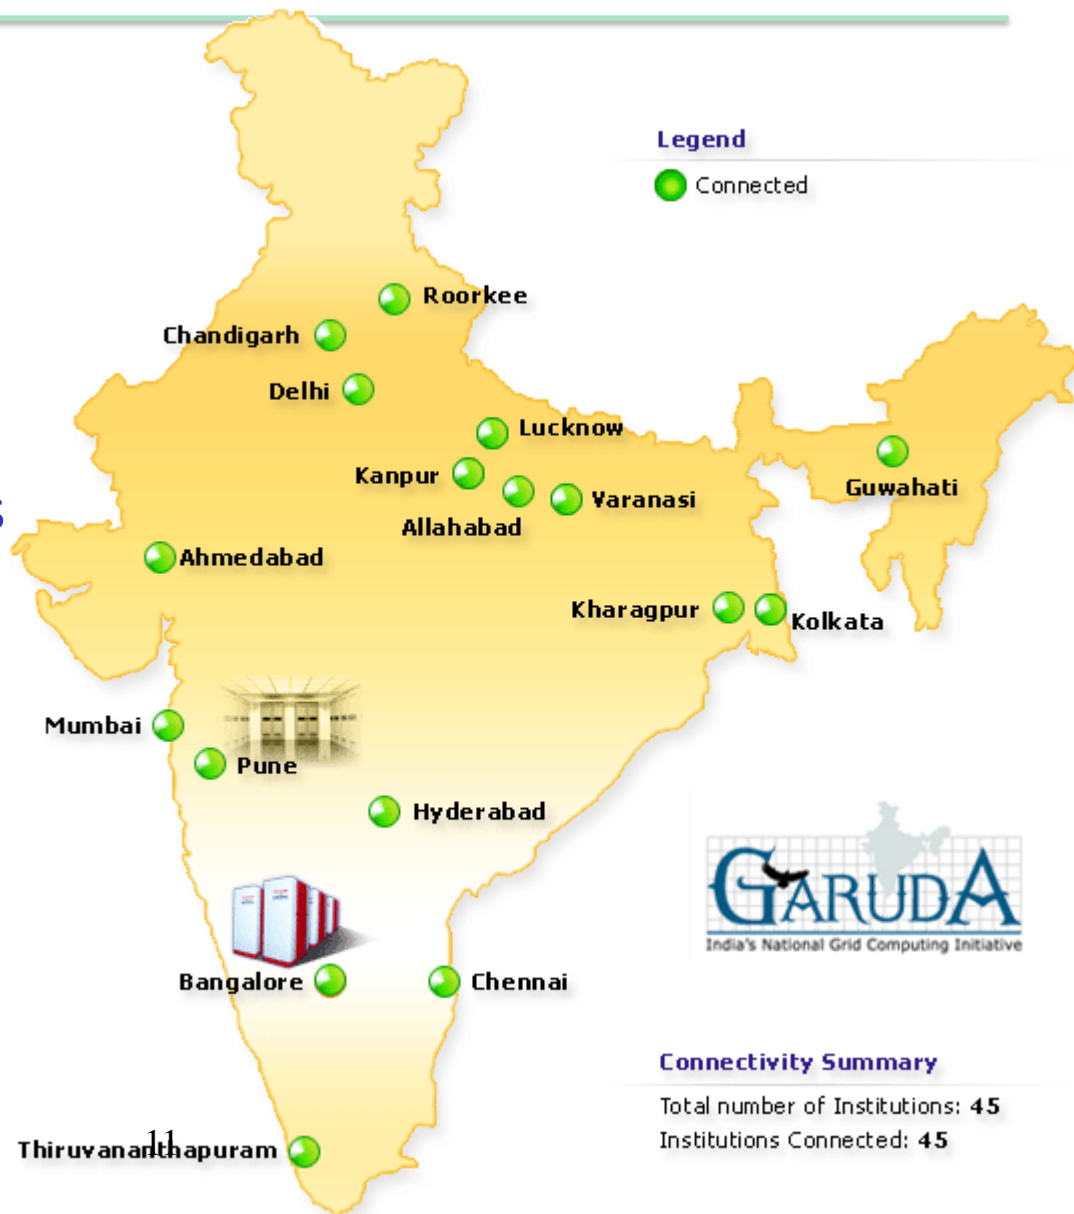 Legend
Connected
Roorkee
Chandigarh
Delhi
Lucknow
Kanpur
Varanasi
Guwahati
Allahabad
s
Ahmedabad
Kharagpur
Kolkata
Mumbai
Pune
Hyderabad
GARUDA
India's National Grid Computing Initiative
Bangalore
Chennai
Connectivity Summary
Total number of Institutions: 45
Institutions Connected: 45
Thiruvananthapuram
11